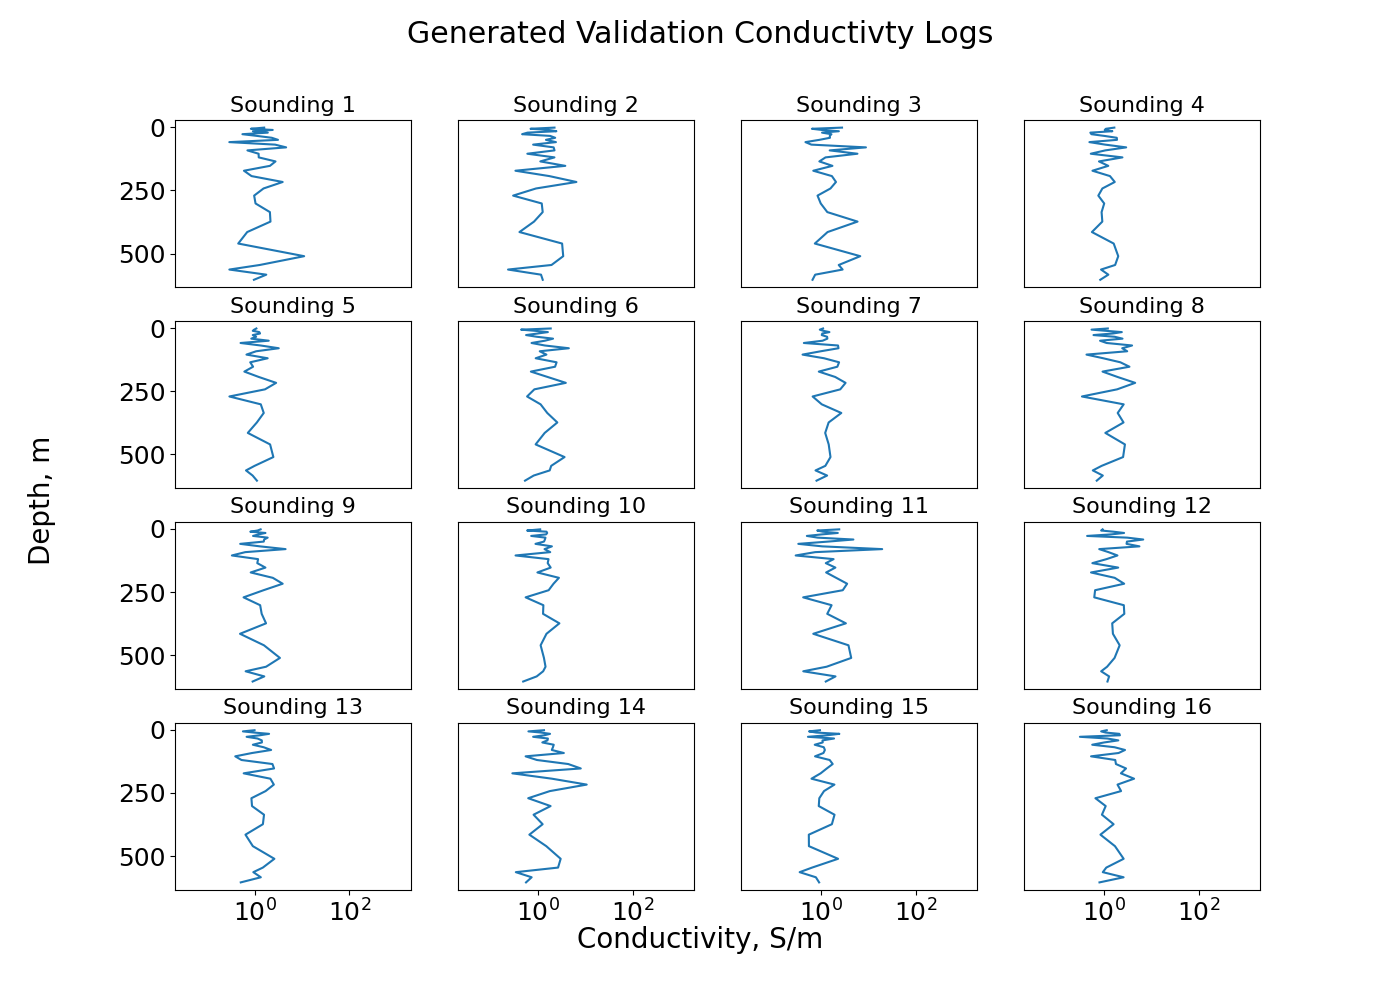 Generated Validation Conductivty Logs
Sounding 1 Sounding 2 Sounding 3 Sounding 4
0
250
500
Sounding 5 Sounding 6 Sounding 7 Sounding 8
0
250
500
Sounding 9 Sounding 10 Sounding 11 Sounding 12
0
250
500
Sounding 13 Sounding 14 Sounding 15 Sounding 16
0
250
500
10⁰ 10² 10⁰ 10² 10⁰ 10² 10⁰ 10²
Depth, m
Conductivity, S/m